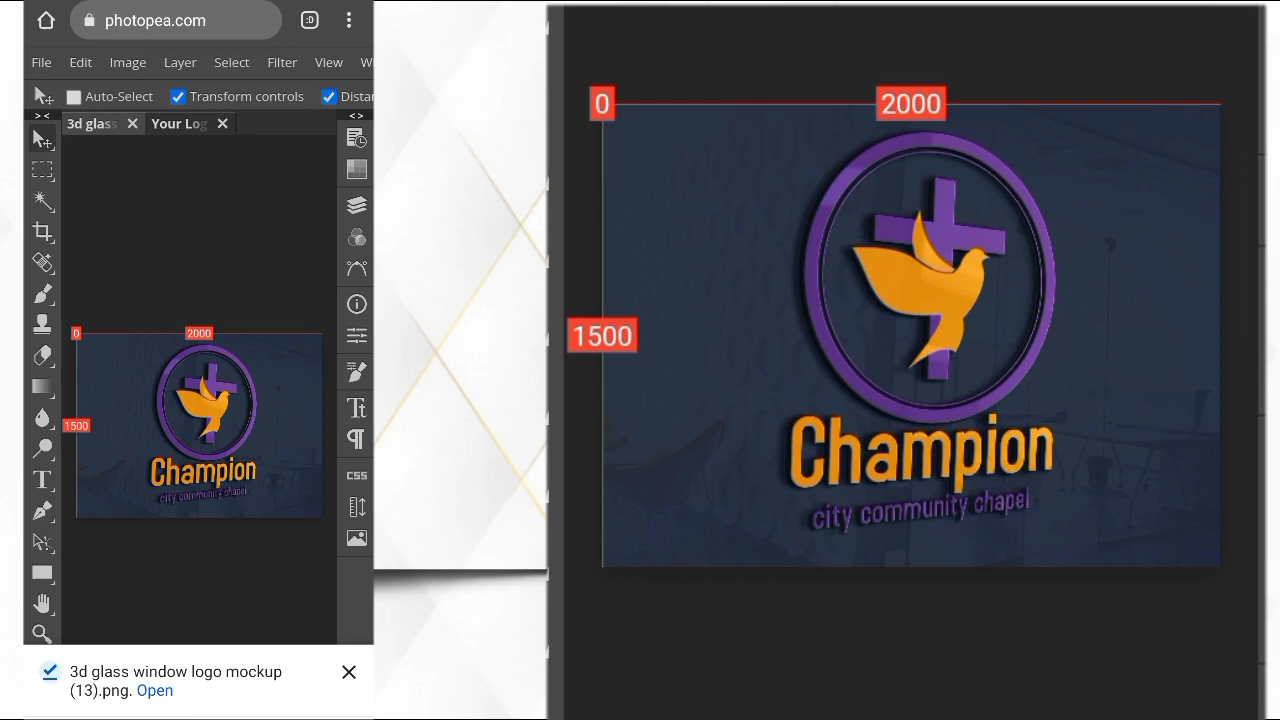 photopea.com
:D
File Edit Image Layer Select Filter View W
Auto-Select Transform controls Distan
> < 3d glass Your Log < >
0 2000
1500
Champion
city community chapel
Tt
CSS
T
3d glass window logo mockup
(13).png. Open
0 2000
1500
Champion
city community chapel